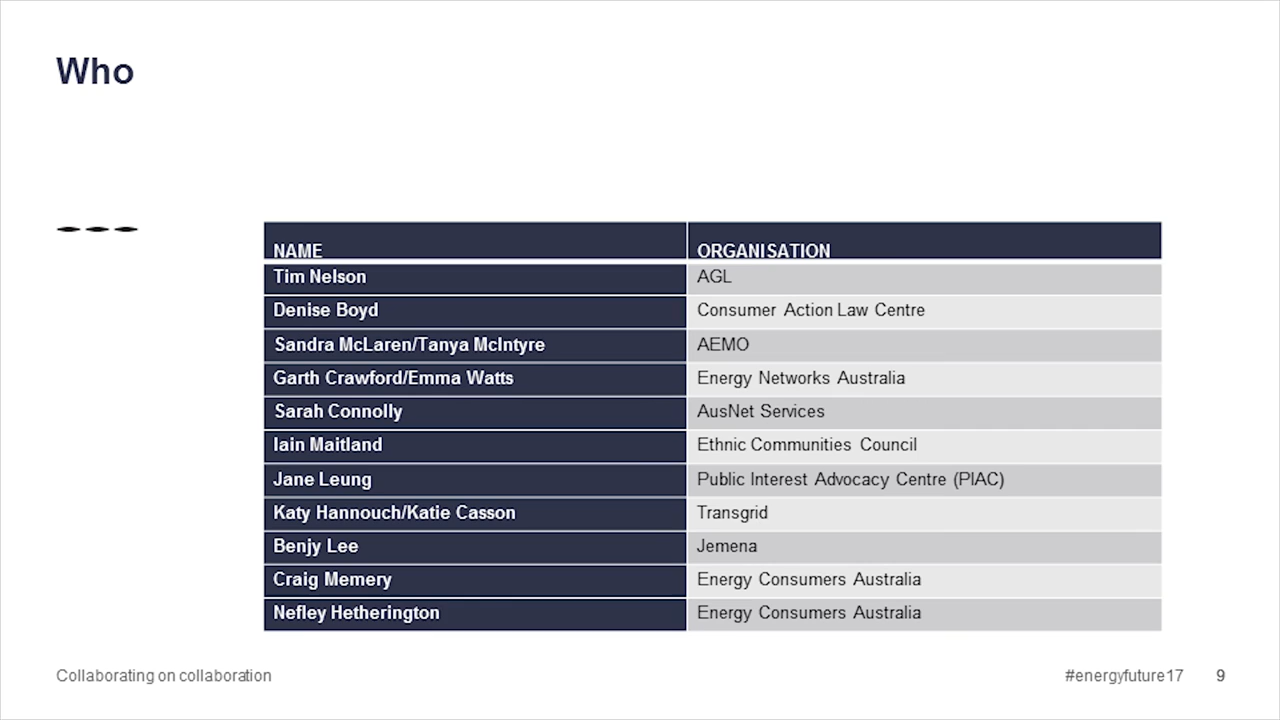 Who
NAME ORGANISATION
Tim Nelson AGL
Denise Boyd Consumer Action Law Centre
Sandra McLaren/Tanya McIntyre AEMO
Garth Crawford/Emma Watts Energy Networks Australia
Sarah Connolly AusNet Services
Iain Maitland Ethnic Communities Council
Jane Leung Public Interest Advocacy Centre (PIAC)
Katy Hannouch/Katie Casson Transgrid
Benjy Lee Jemena
Craig Memery Energy Consumers Australia
Nefley Hetherington Energy Consumers Australia
Collaborating on collaboration #energyfuture17 9